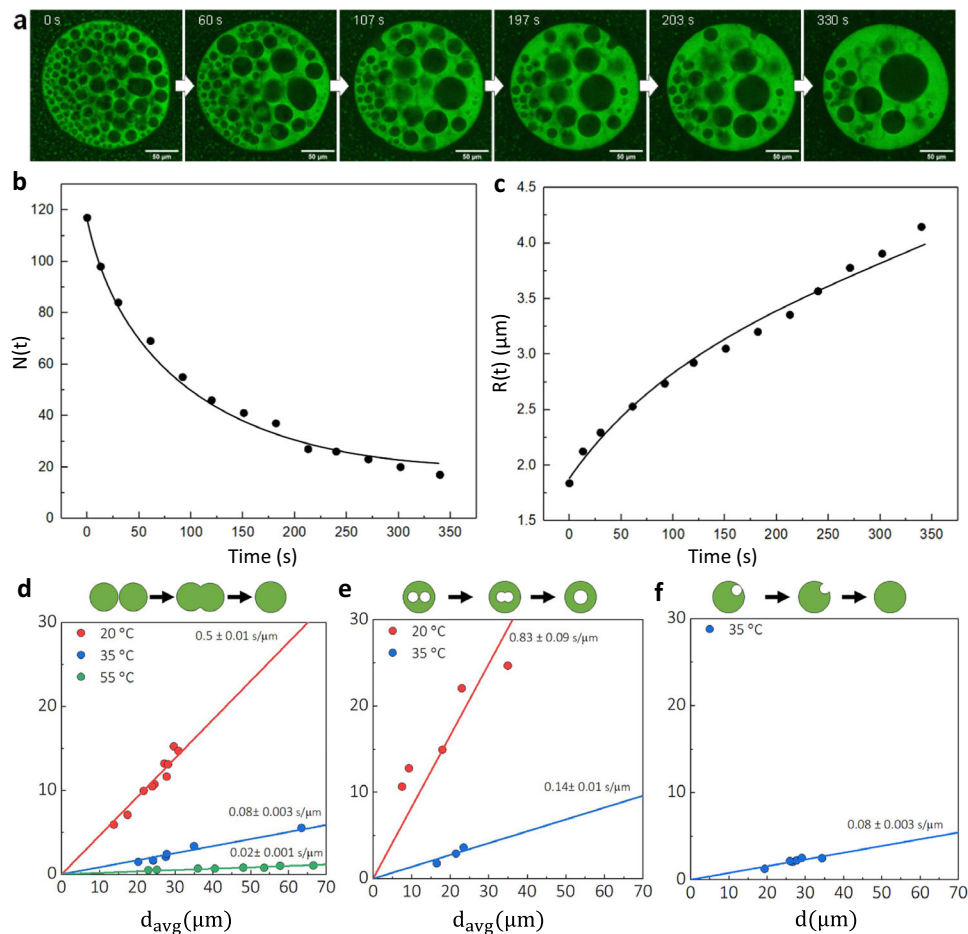 a
0 s
60 s
107 s
197 s
203 s
330 s
50 µm
50 µm
50 µm
50 µm
50 µm
50 µm
b
120
100
80
60
40
20
0
N(t)
0 50 100 150 200 250 300 350
Time (s)
c
4.5
4.0
3.5
3.0
2.5
2.0
1.5
R(t) (µm)
0 50 100 150 200 250 300 350
Time (s)
d
30
20
10
0
20 °C
35 °C
55 °C
0.5 ± 0.01 s/µm
0.08± 0.003 s/µm
0.02± 0.001 s/µm
0 10 20 30 40 50 60 70
davg(µm)
e
30
20
10
0
20 °C
35 °C
0.83 ± 0.09 s/µm
0.14± 0.01 s/µm
0 10 20 30 40 50 60 70
davg(µm)
f
30
20
10
0
35 °C
0.08 ± 0.003 s/µm
0 10 20 30 40 50 60 70
d(µm)